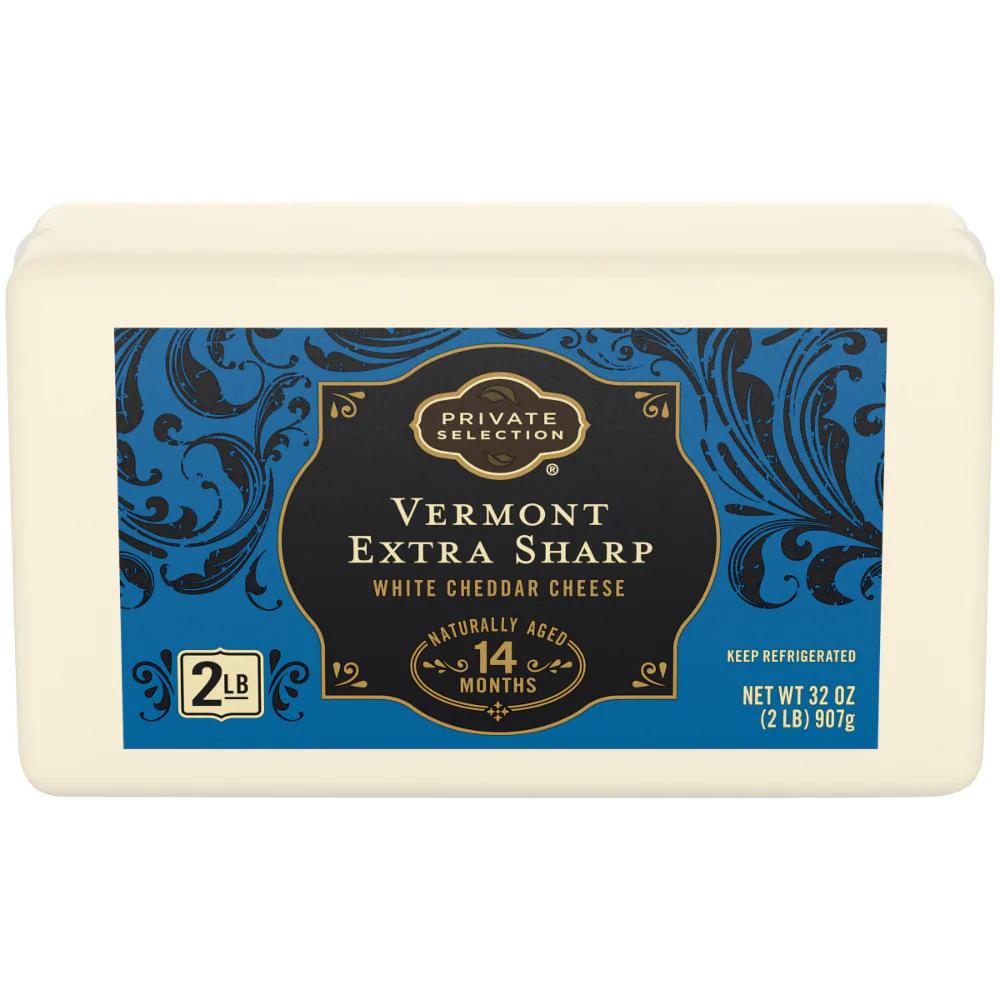 PRIVATE
SELECTION
®
VERMONT
EXTRA SHARP
WHITE CHEDDAR CHEESE
NATURALLY AGED
14
MONTHS
2LB
KEEP REFRIGERATED
NET WT 32 OZ
(2 LB) 907g